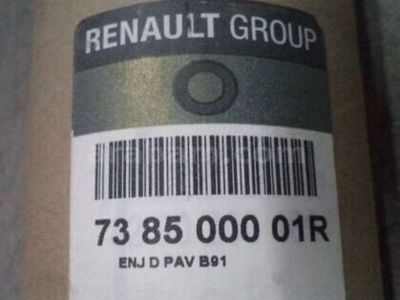 RENAULT GROUP
73 85 000 01R
ENJ D PAV B91